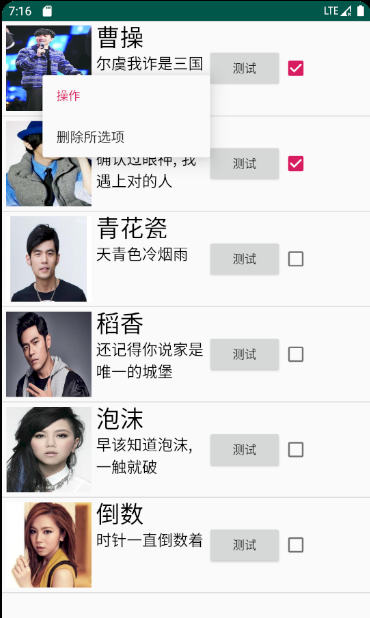 7:16
LTE
曹操
尔虞我诈是三国
测试
操作
删除所选项
确认过眼神, 我
遇上对的人
测试
青花瓷
天青色冷烟雨
测试
稻香
还记得你说家是
唯一的城堡
测试
泡沫
早该知道泡沫,
一触就破
测试
倒数
时针一直倒数着
测试